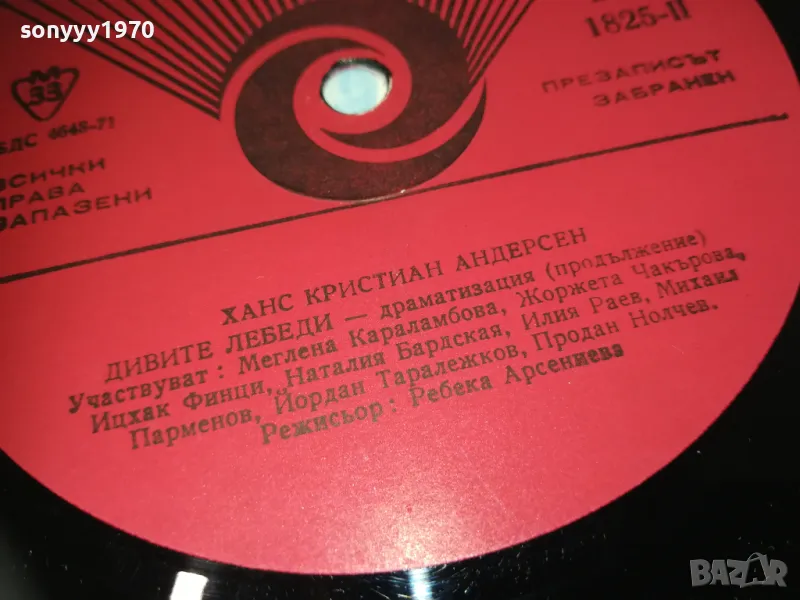 sonyyy1970
1825-II
33
БДС 4648-71
ПРЕЗАПИСЪТ
ЗАБРАНЕН
ВСИЧКИ
ПРАВА
ЗАПАЗЕНИ
ХАНС КРИСТИАН АНДЕРСЕН
ДИВИТЕ ЛЕБЕДИ — драматизация (продължение)
Участвуват: Меглена Караламбова, Жоржета Чакърова,
Ицхак Финци, Наталия Бардская, Илия Раев, Михаил
Парменов, Йордан Таралежков, Продан Нолчев.
Режисьор: Ребека Арсениева
BAZAR